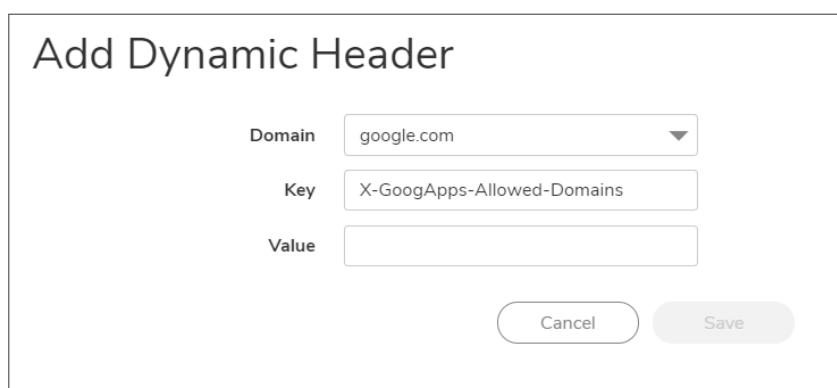 Add Dynamic Header
Domain google.com
Key X-GoogApps-Allowed-Domains
Value
Cancel Save